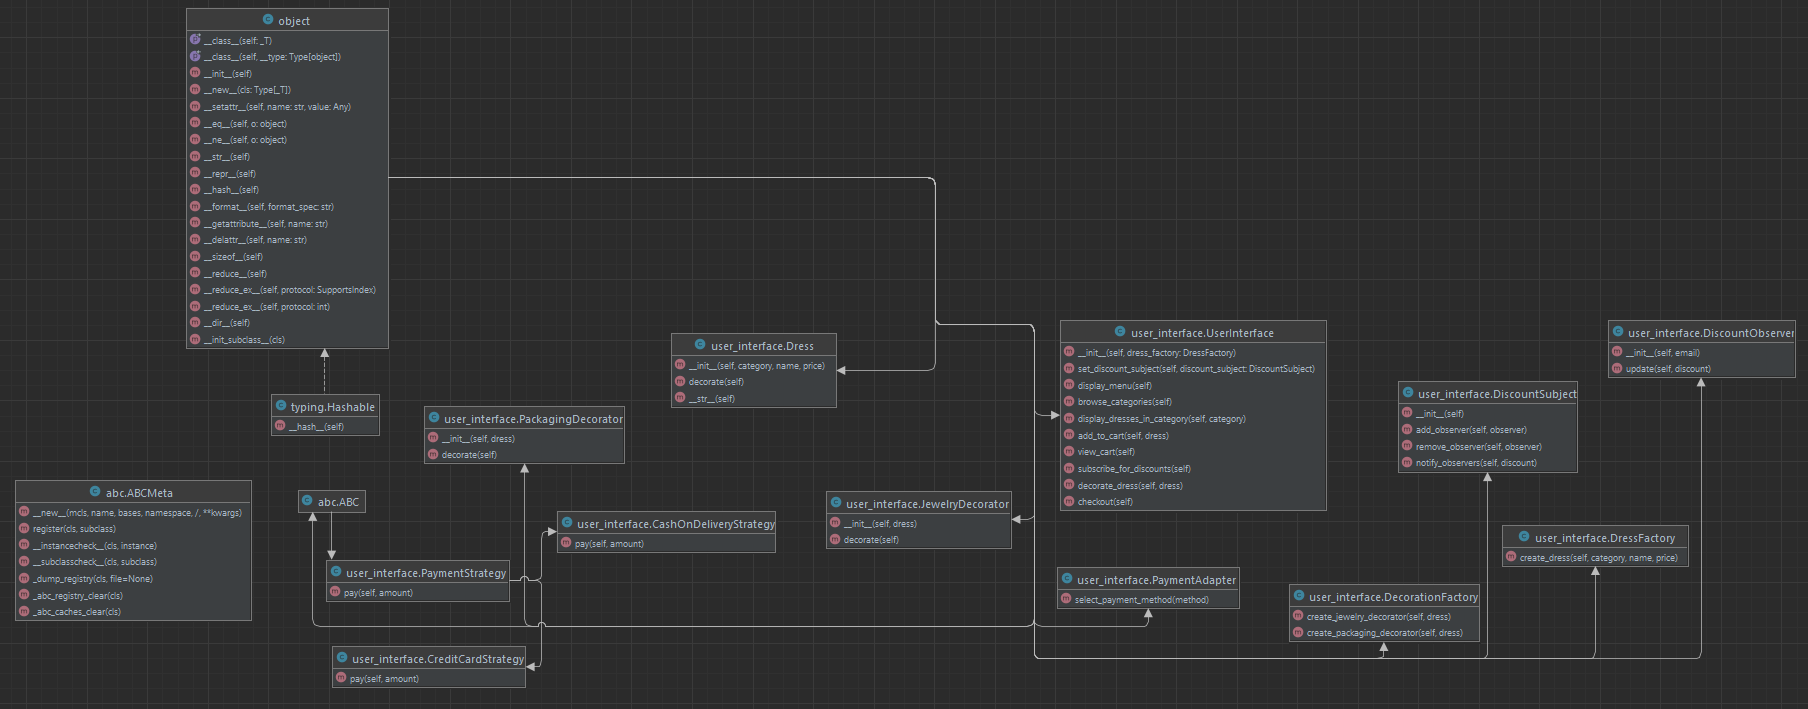 object
__class__(self: _T)
__class__(self, __type: Type[object])
__init__(self)
__new__(cls: Type[_T])
__setattr__(self, name: str, value: Any)
__eq__(self, o: object)
__ne__(self, o: object)
__str__(self)
__repr__(self)
__hash__(self)
__format__(self, format_spec: str)
__getattribute__(self, name: str)
__delattr__(self, name: str)
__sizeof__(self)
__reduce__(self)
__reduce_ex__(self, protocol: SupportsIndex)
__reduce_ex__(self, protocol: int)
__dir__(self)
__init_subclass__(cls)
typing.Hashable
__hash__(self)
abc.ABCMeta
__new__(mcls, name, bases, namespace, /, **kwargs)
register(cls, subclass)
__instancecheck__(cls, instance)
__subclasscheck__(cls, subclass)
_dump_registry(cls, file=None)
_abc_registry_clear(cls)
_abc_caches_clear(cls)
abc.ABC
user_interface.PaymentStrategy
pay(self, amount)
user_interface.CreditCardStrategy
pay(self, amount)
user_interface.PackagingDecorator
__init__(self, dress)
decorate(self)
user_interface.CashOnDeliveryStrategy
pay(self, amount)
user_interface.Dress
__init__(self, category, name, price)
decorate(self)
__str__(self)
user_interface.JewelryDecorator
__init__(self, dress)
decorate(self)
user_interface.UserInterface
__init__(self, dress_factory: DressFactory)
set_discount_subject(self, discount_subject: DiscountSubject)
display_menu(self)
browse_categories(self)
display_dresses_in_category(self, category)
add_to_cart(self, dress)
view_cart(self)
subscribe_for_discounts(self)
decorate_dress(self, dress)
checkout(self)
user_interface.PaymentAdapter
select_payment_method(method)
user_interface.DecorationFactory
create_jewelry_decorator(self, dress)
create_packaging_decorator(self, dress)
user_interface.DiscountSubject
__init__(self)
add_observer(self, observer)
remove_observer(self, observer)
notify_observers(self, discount)
user_interface.DressFactory
create_dress(self, category, name, price)
user_interface.DiscountObserver
__init__(self, email)
update(self, discount)